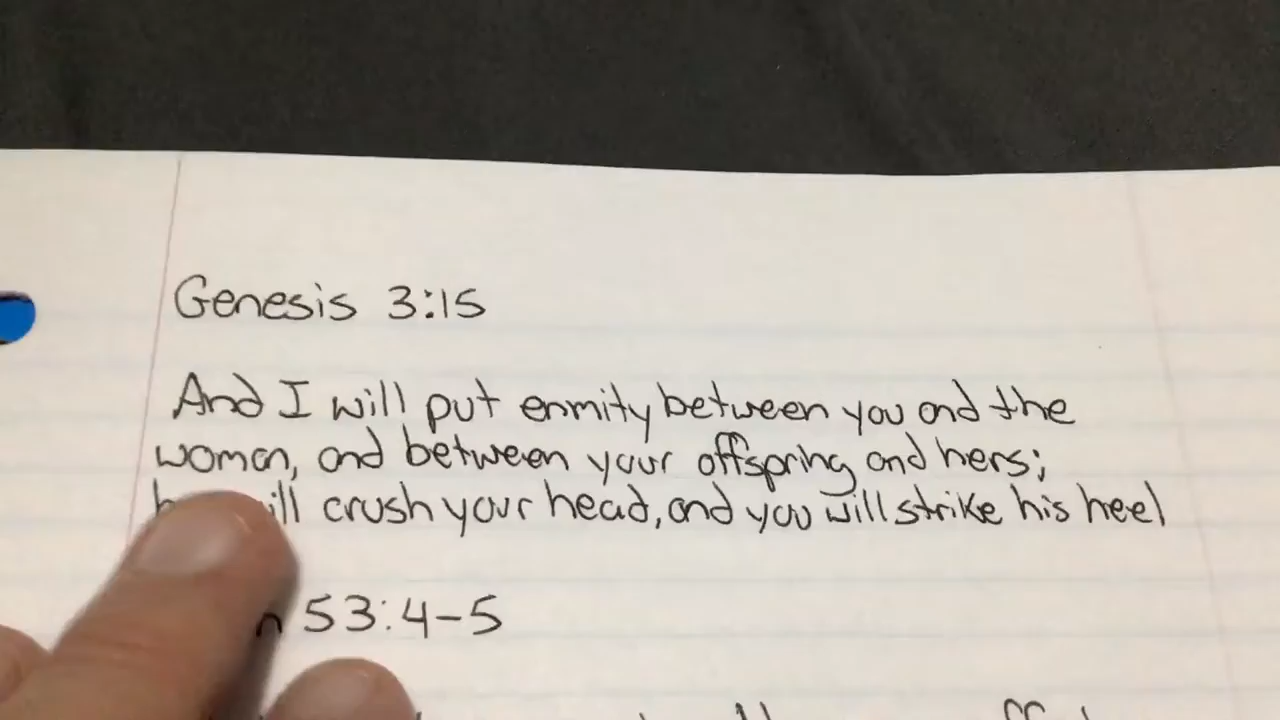 Genesis 3:15
And I will put enmity between you and the
woman, and between your offspring and hers;
crush your head, and you will strike his heel
53:4-5